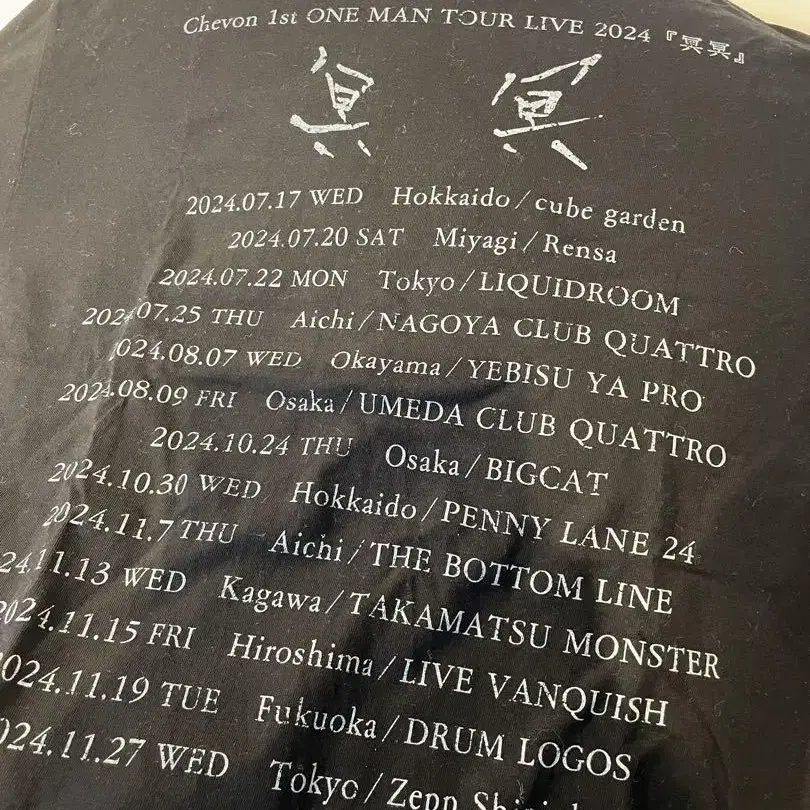 Chevon 1st ONE MAN TOUR LIVE 2024『冥冥』
冥 冥
2024.07.17 WED Hokkaido/cube garden
2024.07.20 SAT Miyagi/Rensa
2024.07.22 MON Tokyo/LIQUIDROOM
2024.07.25 THU Aichi/NAGOYA CLUB QUATTRO
2024.08.07 WED Okayama/YEBISU YA PRO
2024.08.09 FRI Osaka/UMEDA CLUB QUATTRO
2024.10.24 THU Osaka/BIGCAT
2024.10.30 WED Hokkaido/PENNY LANE 24
2024.11.7 THU Aichi/THE BOTTOM LINE
24.11.13 WED Kagawa/TAKAMATSU MONSTER
2024.11.15 FRI Hiroshima/LIVE VANQUISH
2024.11.19 TUE Fukuoka/DRUM LOGOS
024.11.27 WED Tokyo/Zepp